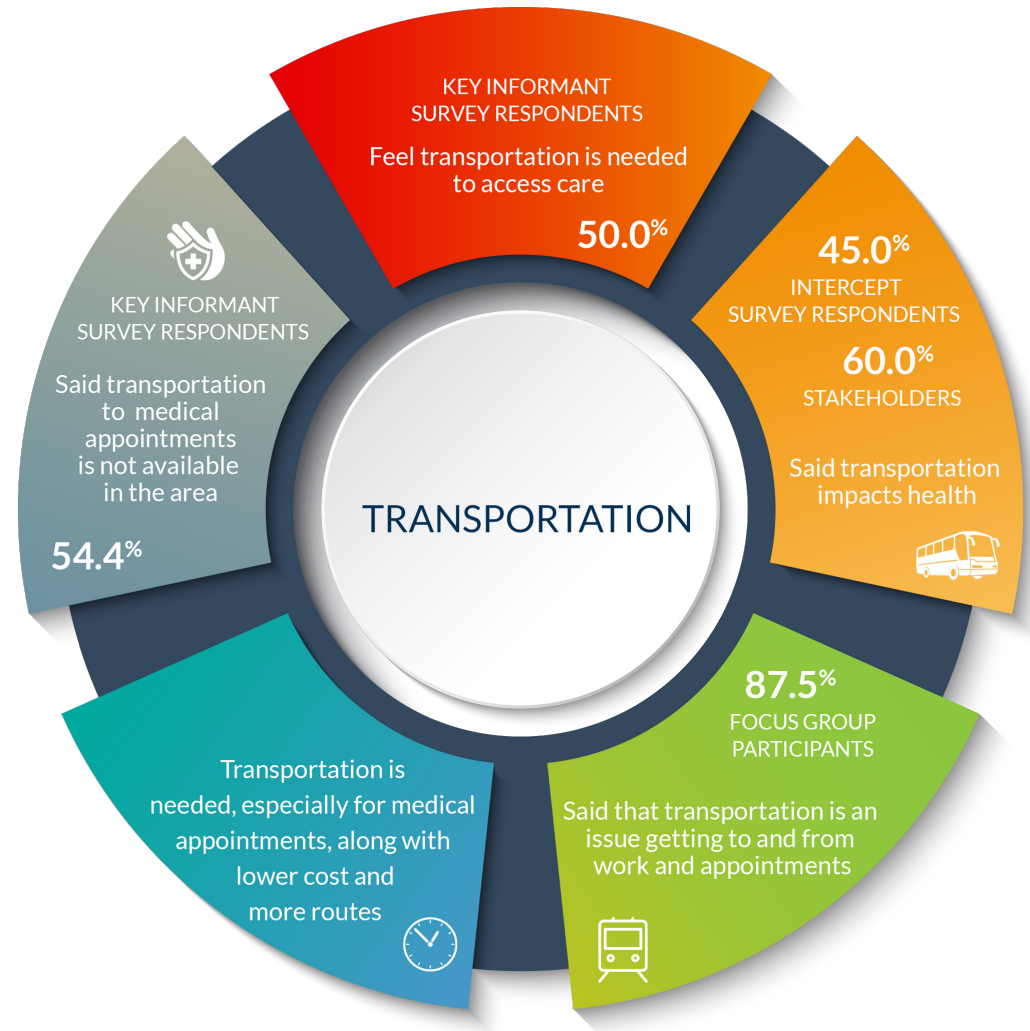 KEY INFORMANT
SURVEY RESPONDENTS
Feel transportation is needed
to access care
50.0%
45.0%
INTERCEPT
SURVEY RESPONDENTS
60.0%
STAKEHOLDERS
Said transportation
impacts health
87.5%
FOCUS GROUP
PARTICIPANTS
Said that transportation is an
issue getting to and from
work and appointments
Transportation is
needed, especially for medical
appointments, along with
lower cost and
more routes
KEY INFORMANT
SURVEY RESPONDENTS
Said transportation
to medical
appointments
is not available
in the area
54.4%
TRANSPORTATION